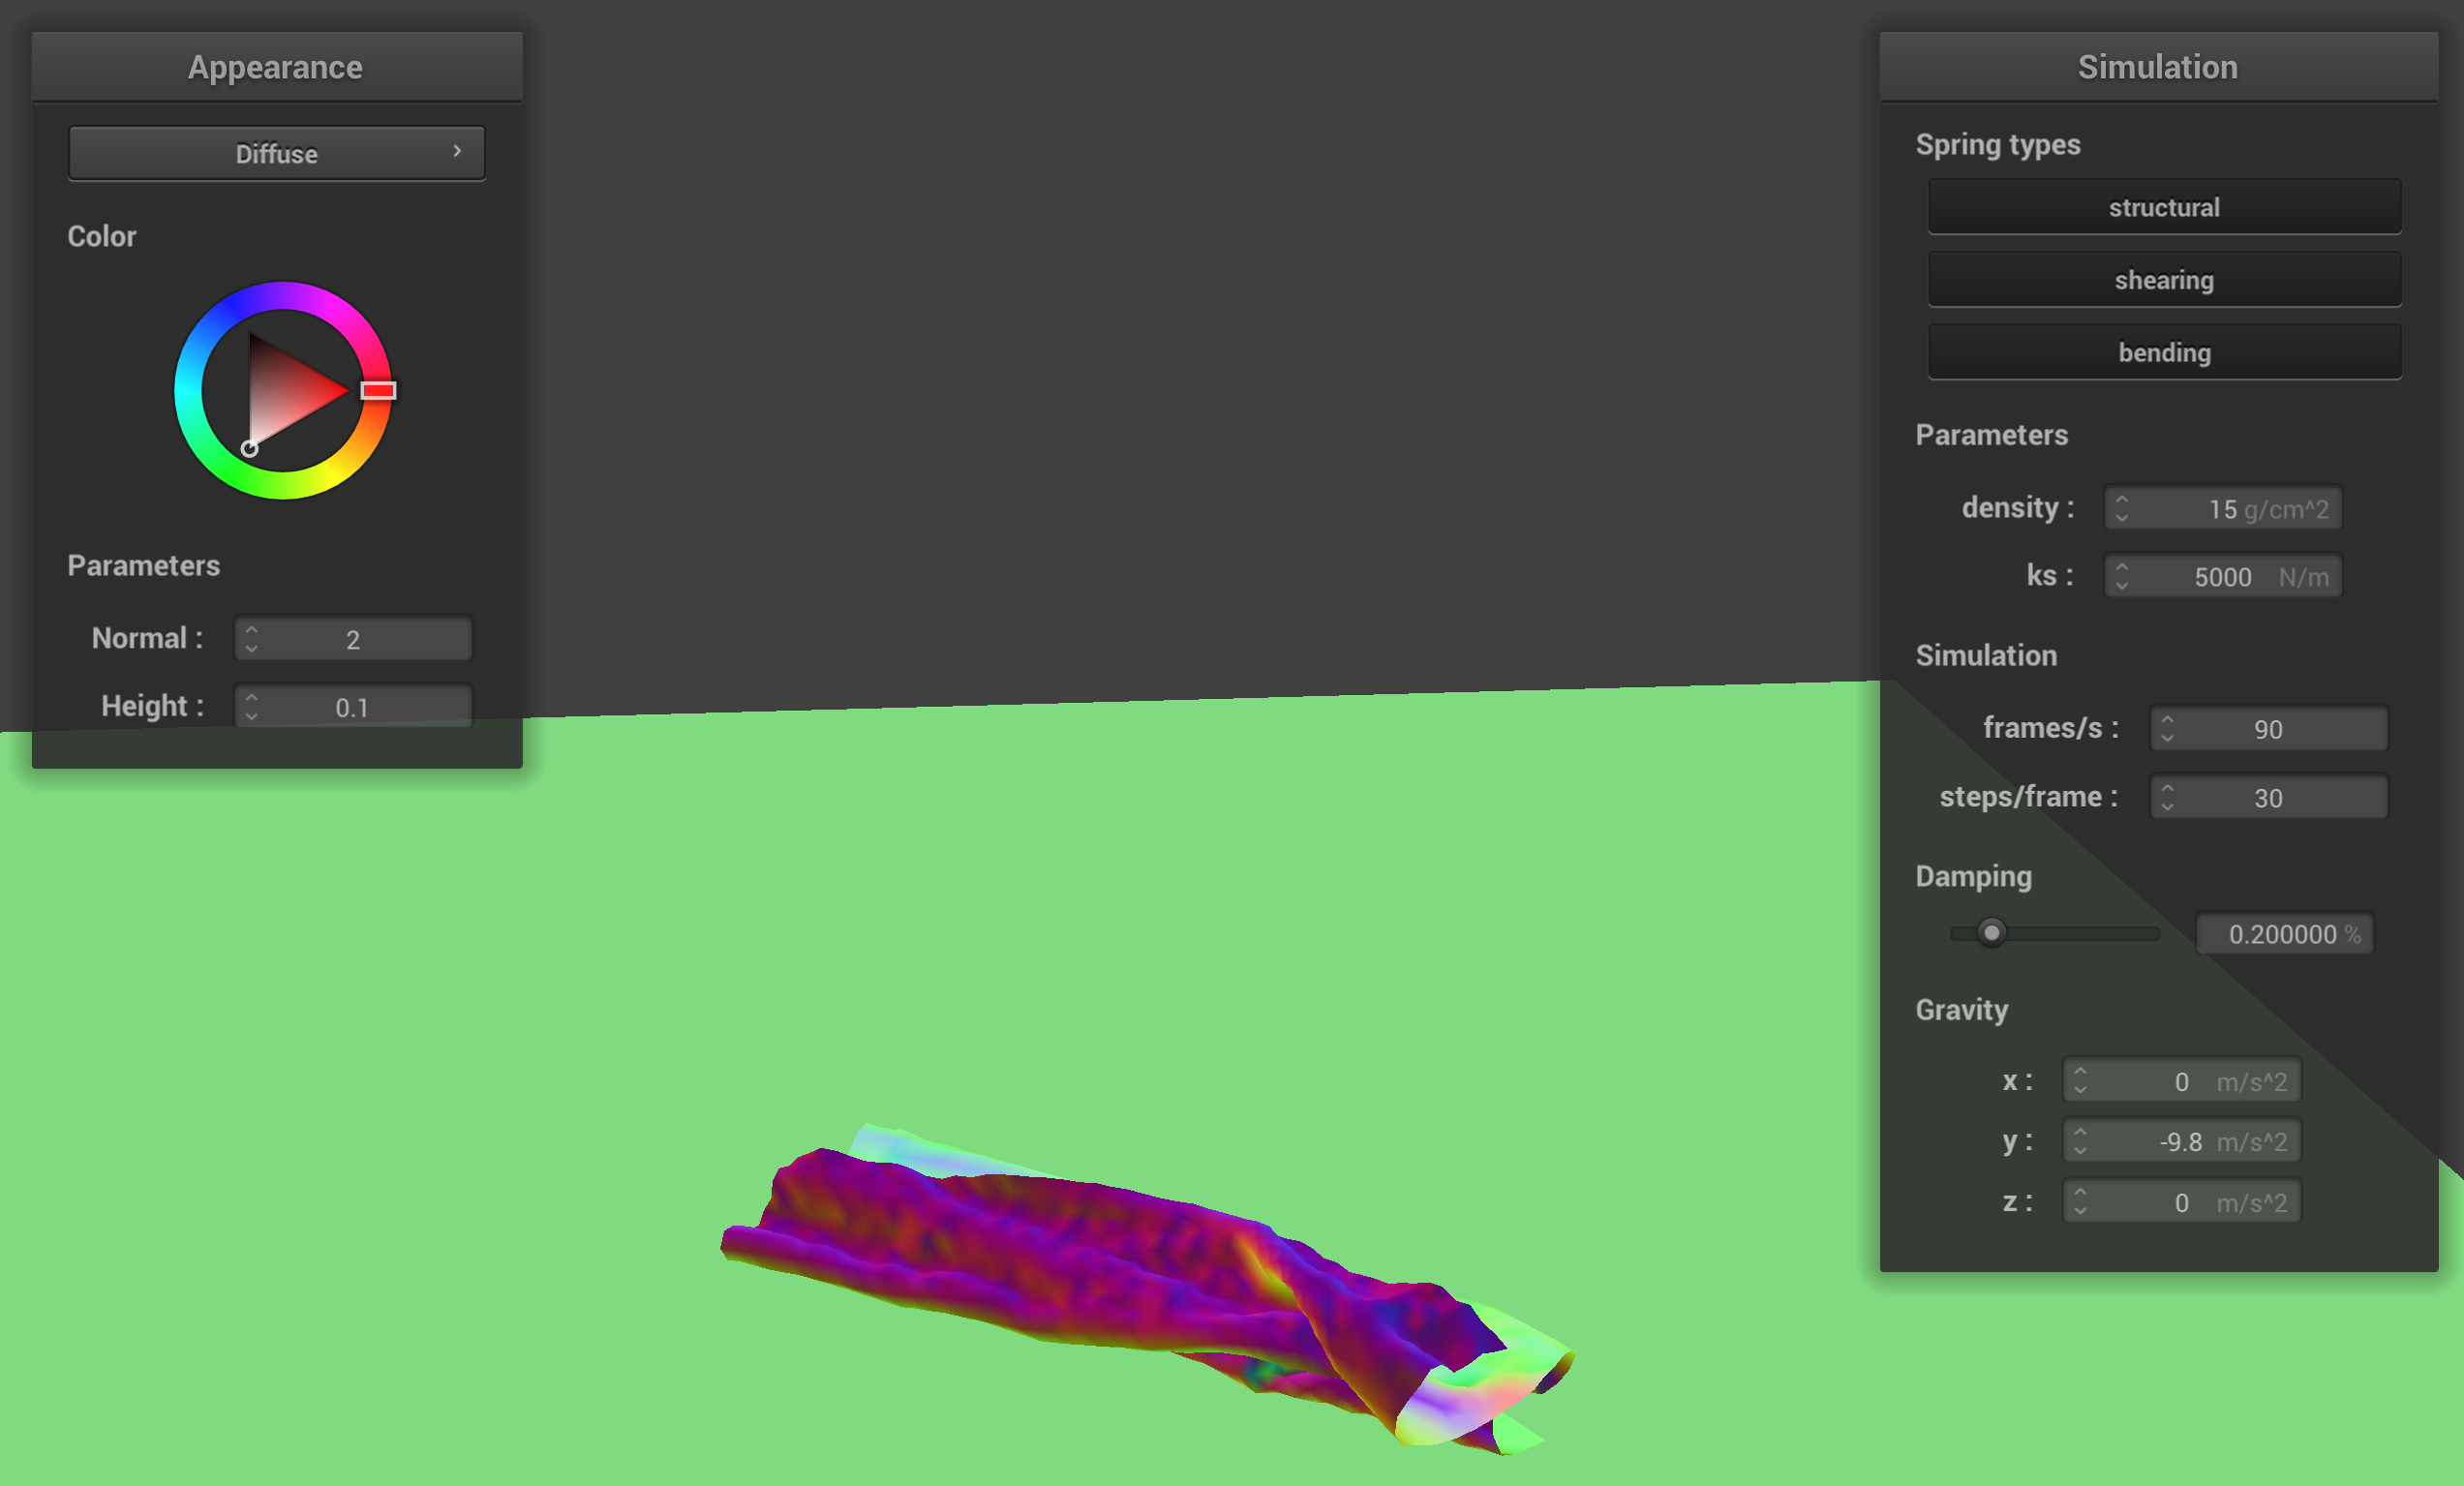 Appearance
Diffuse
Color
Parameters
Normal : 2
Height : 0.1
Simulation
Spring types
structural
shearing
bending
Parameters
density : 15 g/cm^2
ks : 5000 N/m
Simulation
frames/s : 90
steps/frame : 30
Damping
0.200000 %
Gravity
x : 0 m/s^2
y : -9.8 m/s^2
z : 0 m/s^2